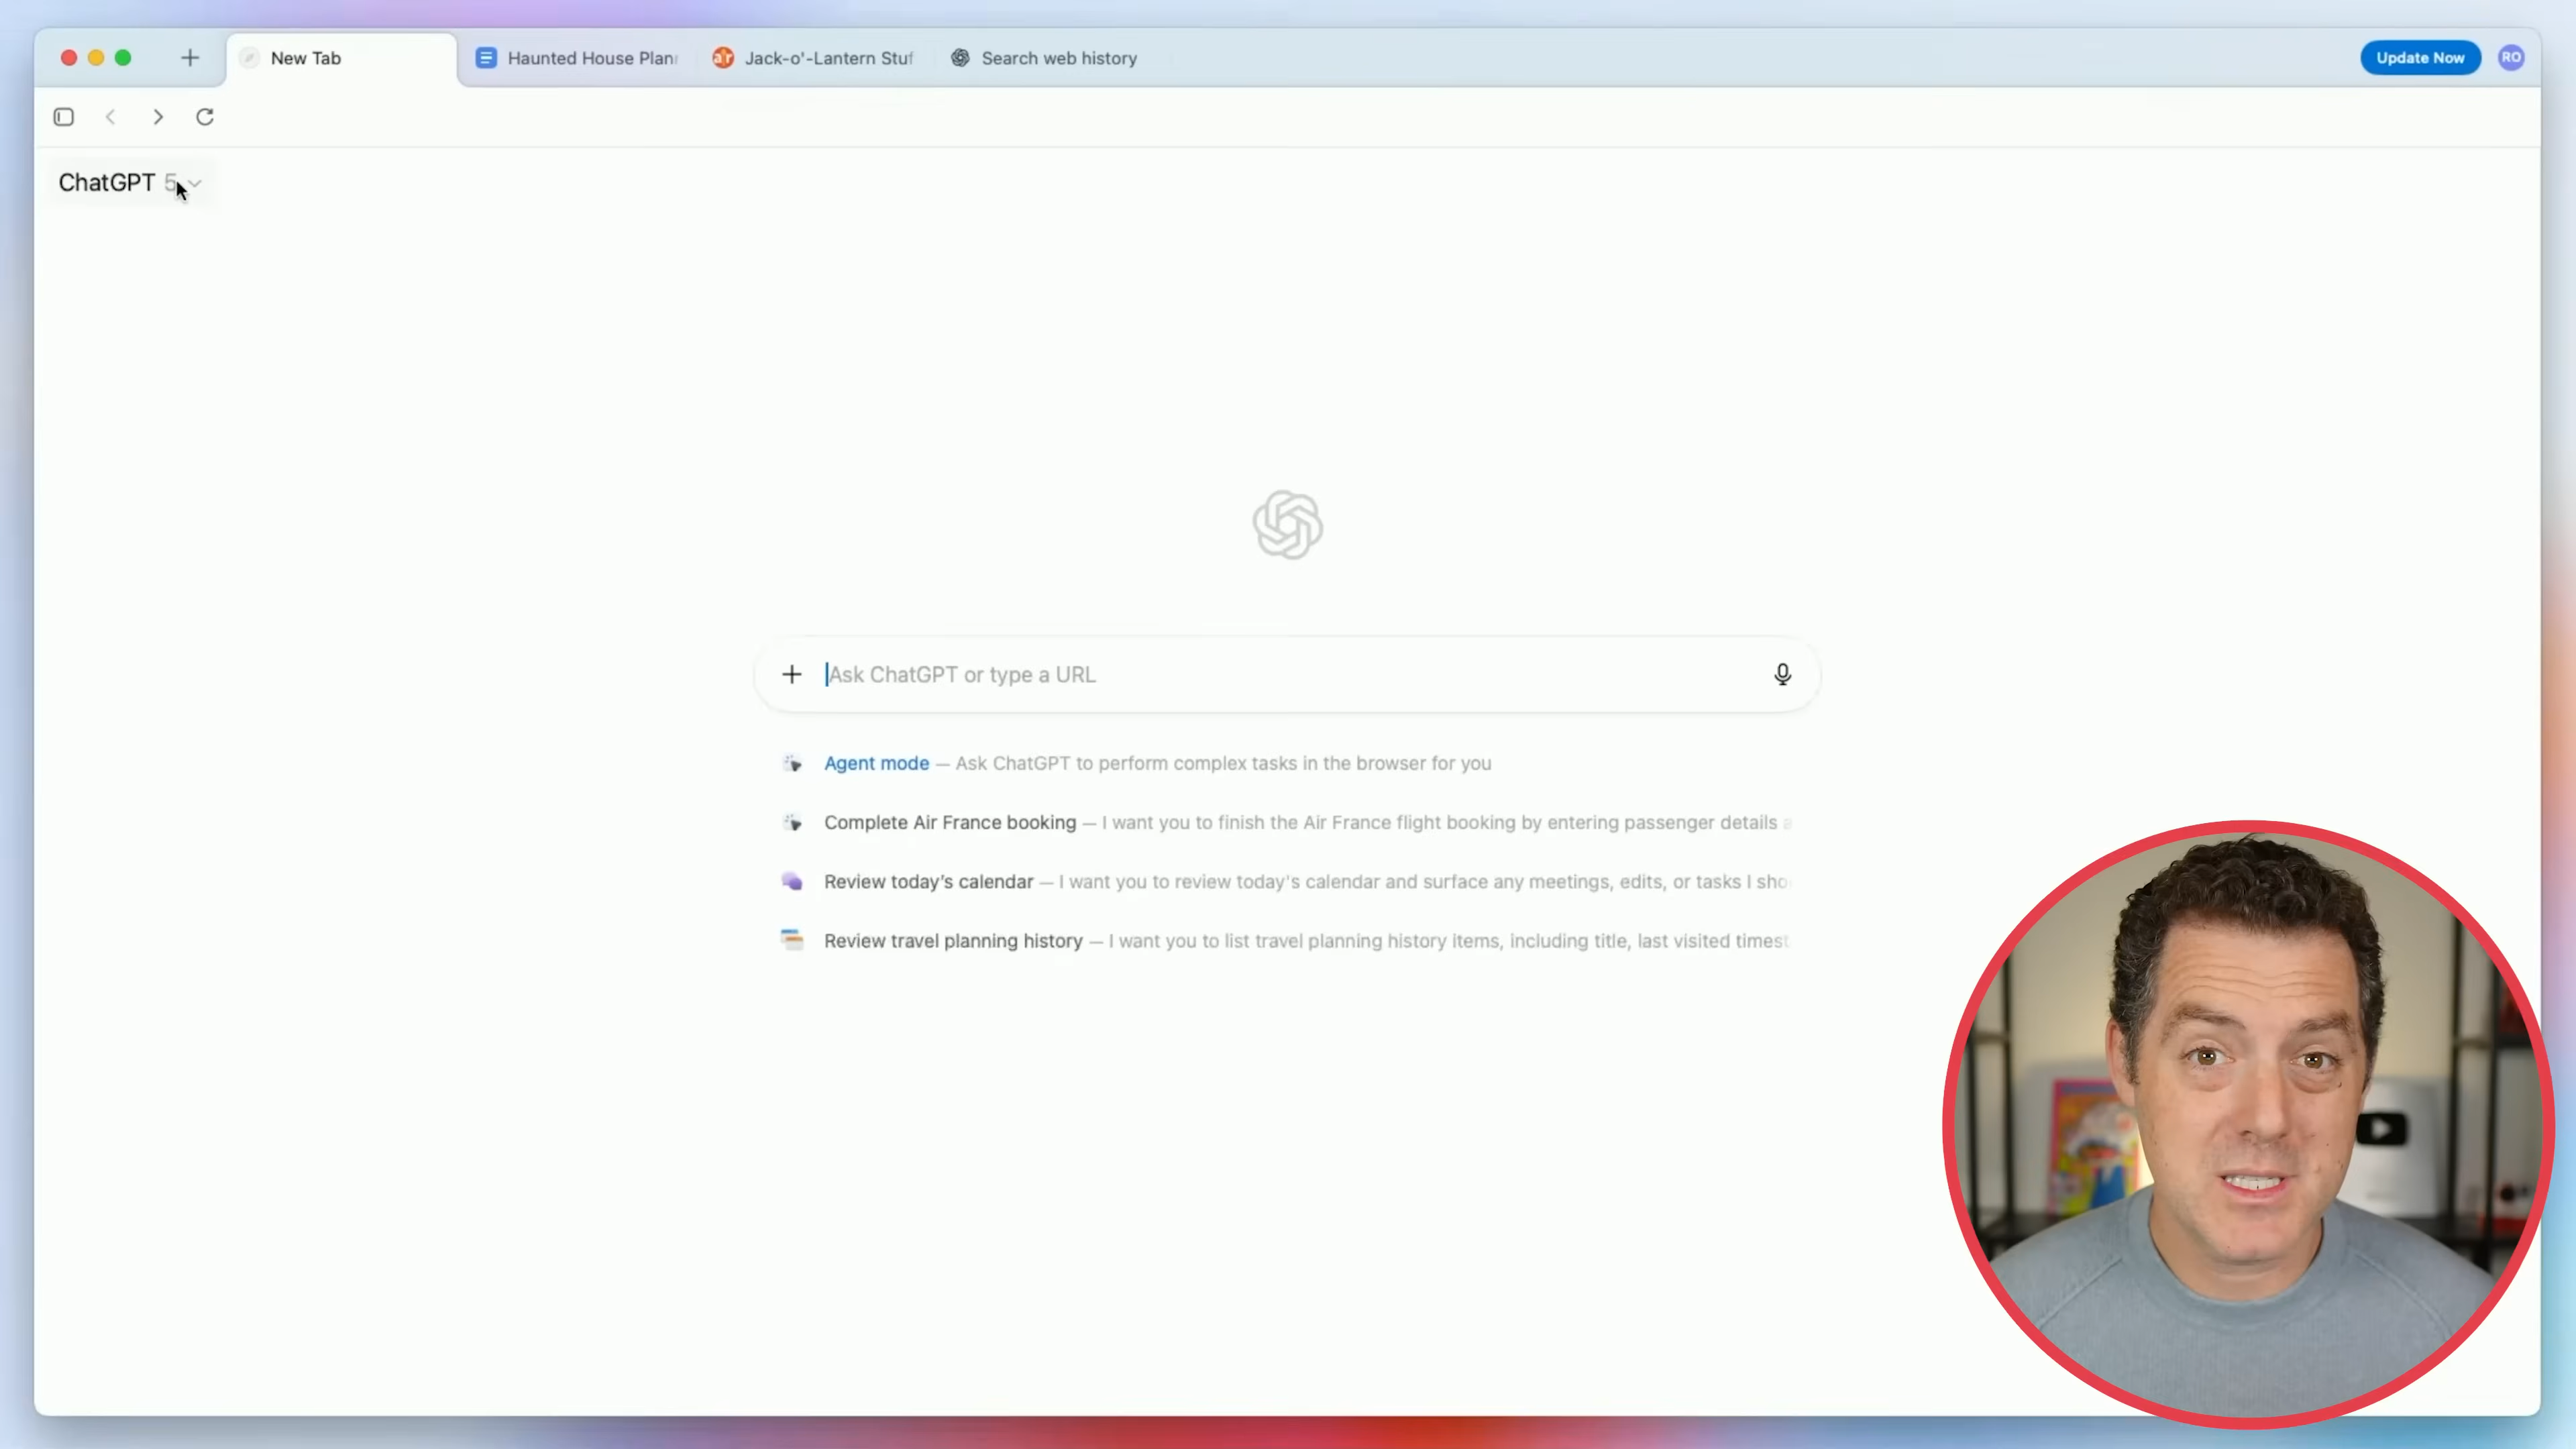 New Tab
Haunted House Plan
Jack-o'-Lantern Stuf
Search web history
Update Now
RO
ChatGPT 5
Ask ChatGPT or type a URL
Agent mode — Ask ChatGPT to perform complex tasks in the browser for you
Complete Air France booking — I want you to finish the Air France flight booking by entering passenger details a
Review today's calendar — I want you to review today's calendar and surface any meetings, edits, or tasks I sho
Review travel planning history — I want you to list travel planning history items, including title, last visited timest